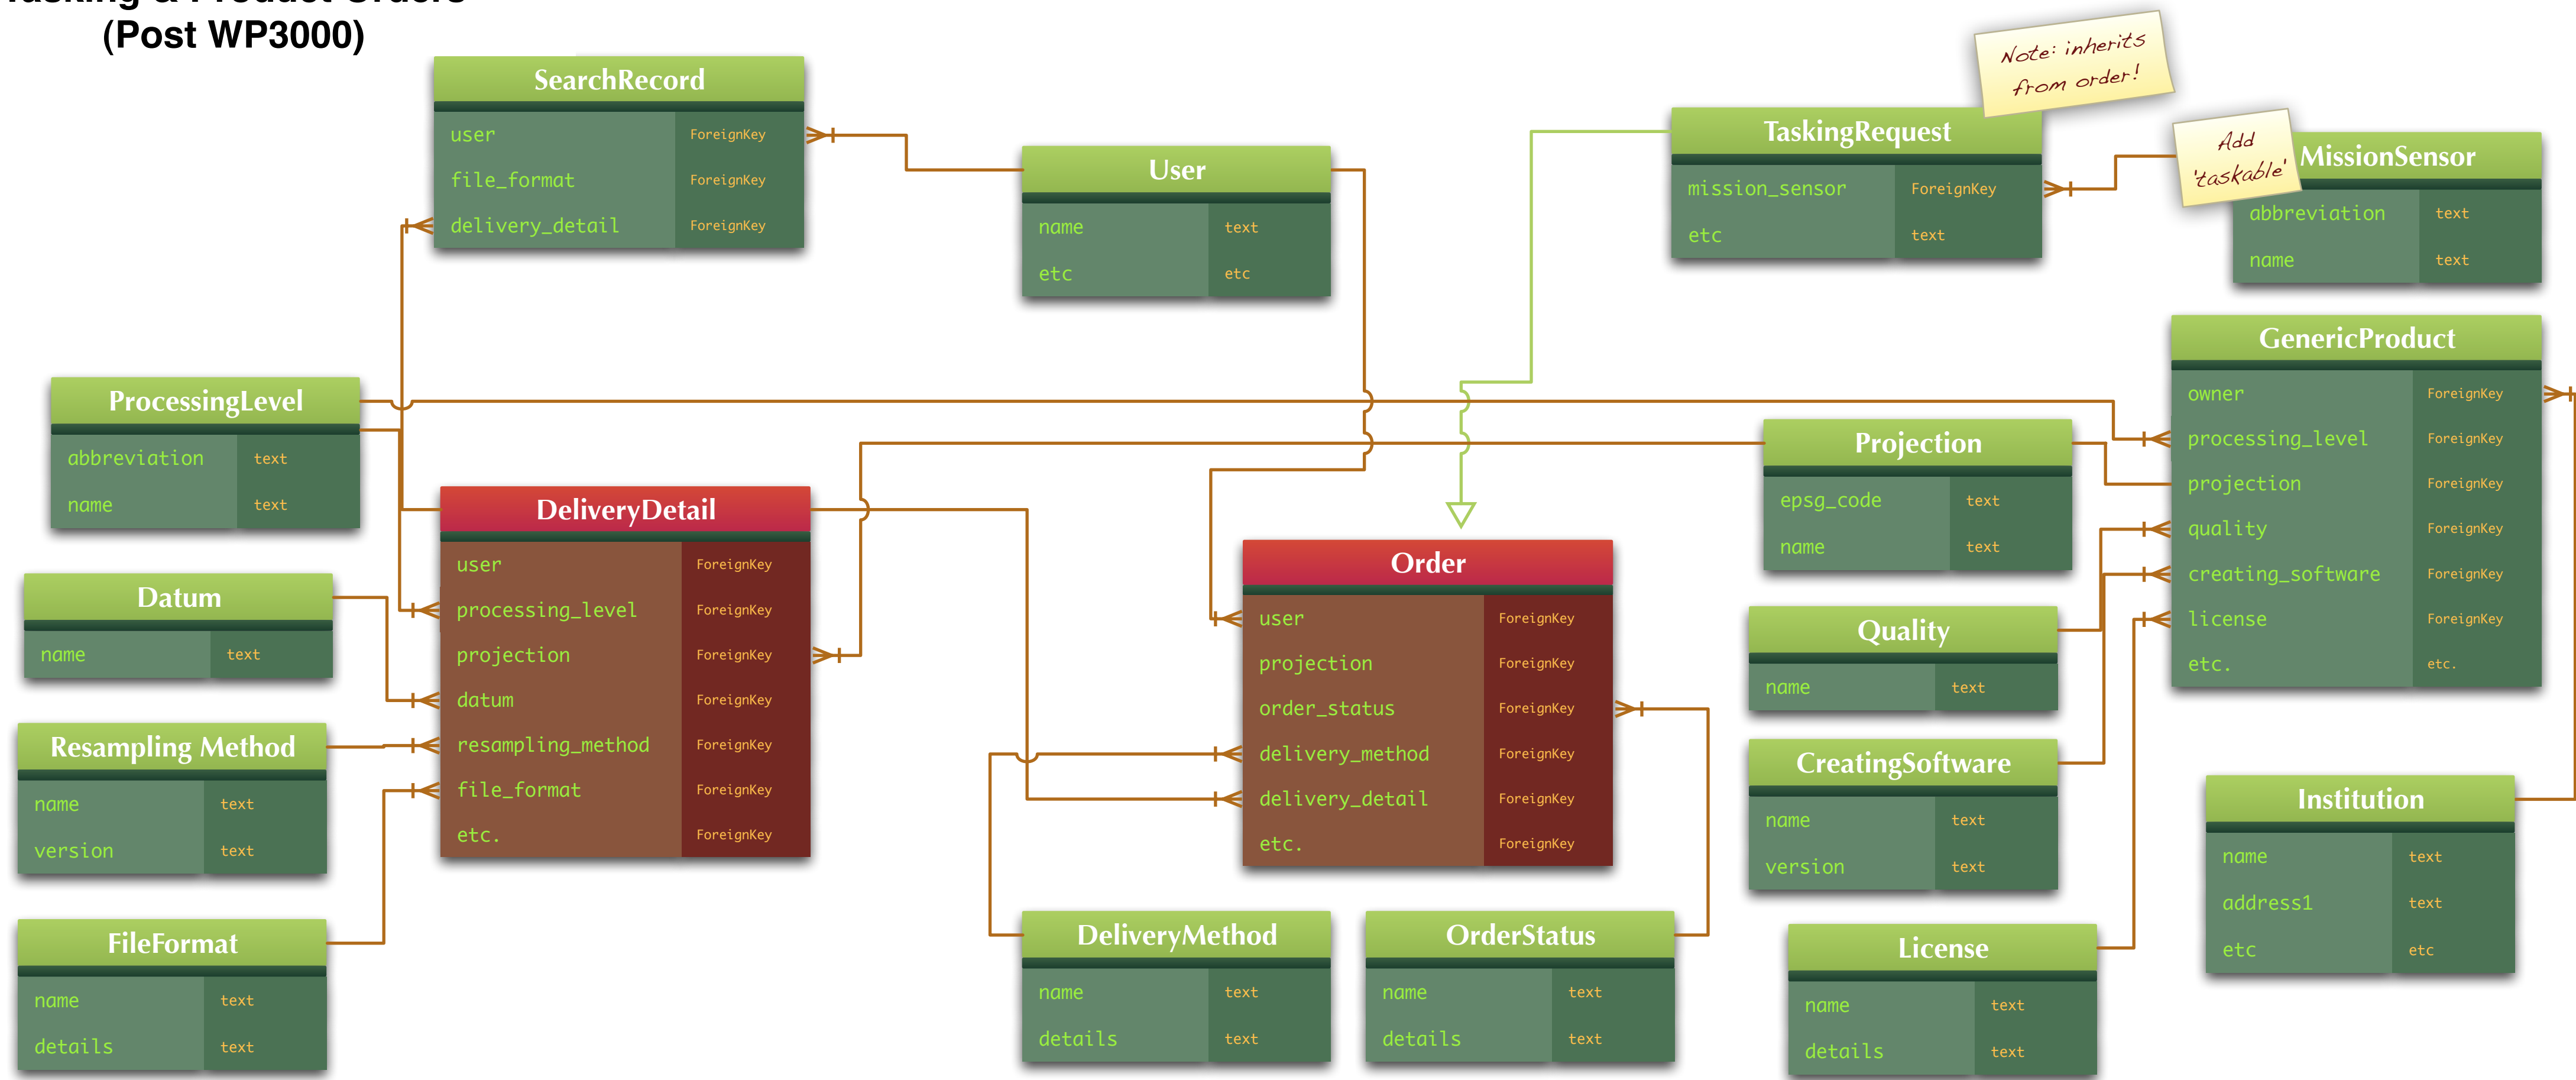 (Post WP3000)
SearchRecord
user ForeignKey
file_format ForeignKey
delivery_detail ForeignKey
User
name text
etc etc
Note: inherits
from order!
TaskingRequest
mission_sensor ForeignKey
etc text
Add
'taskable'
MissionSensor
abbreviation text
name text
GenericProduct
owner ForeignKey
processing_level ForeignKey
projection ForeignKey
quality ForeignKey
creating_software ForeignKey
license ForeignKey
etc. etc.
ProcessingLevel
abbreviation text
name text
DeliveryDetail
user ForeignKey
processing_level ForeignKey
projection ForeignKey
datum ForeignKey
resampling_method ForeignKey
file_format ForeignKey
etc. ForeignKey
Projection
epsg_code text
name text
Order
user ForeignKey
projection ForeignKey
order_status ForeignKey
delivery_method ForeignKey
delivery_detail ForeignKey
etc. ForeignKey
Datum
name text
Quality
name text
Resampling Method
name text
version text
CreatingSoftware
name text
version text
Institution
name text
address1 text
etc etc
FileFormat
name text
details text
DeliveryMethod
name text
details text
OrderStatus
name text
details text
License
name text
details text